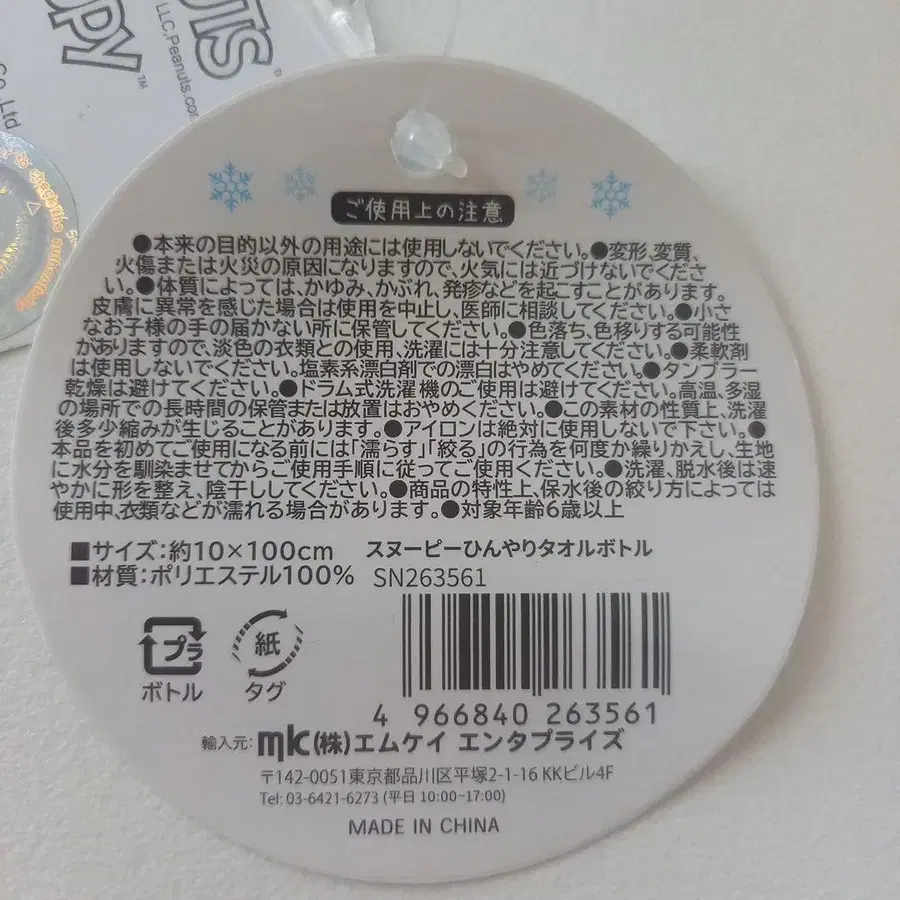 UTS
OPY
TM
TM
LLC,Peanuts.com
Co.,Ltd
ご使用上の注意
●本来の目的以外の用途には使用しないでください。●変形、変質、
火傷または火災の原因になりますので、火気には近づけないでくださ
い。●体質によっては、かゆみ、かぶれ、発疹などを起こすことがあります。
皮膚に異常を感じた場合は使用を中止し、医師に相談してください。●小さ
なお子様の手の届かない所に保管してください。●色落ち、色移りする可能性
がありますので、淡色の衣類との使用、洗濯には十分注意してください。●柔軟剤
は使用しないでください。塩素系漂白剤での漂白はやめてください。●タンブラー
乾燥は避けてください。●ドラム式洗濯機のご使用は避けてください。高温、多湿
の場所での長時間の保管または放置はおやめください。●この素材の性質上、洗濯
後多少縮みが生じることがあります。●アイロンは絶対に使用しないで下さい。●
本品を初めてご使用になる前には「濡らす」「絞る」の行為を何度か繰りかえし、生地
に水分を馴染ませてからご使用手順に従ってご使用ください。●洗濯、脱水後は速
やかに形を整え、陰干ししてください。●商品の特性上、保水後の絞り方によっては
使用中、衣類などが濡れる場合があります。●対象年齢6歳以上
■サイズ:約10×100cm スヌーピーひんやりタオルボトル
■材質:ポリエステル100% SN263561
プラ
ボトル
紙
タグ
4 966840 263561
輸入元: mk(株)エムケイ エンタプライズ
〒142-0051東京都品川区平塚2-1-16 KKビル4F
Tel: 03-6421-6273 (平日 10:00~17:00)
MADE IN CHINA